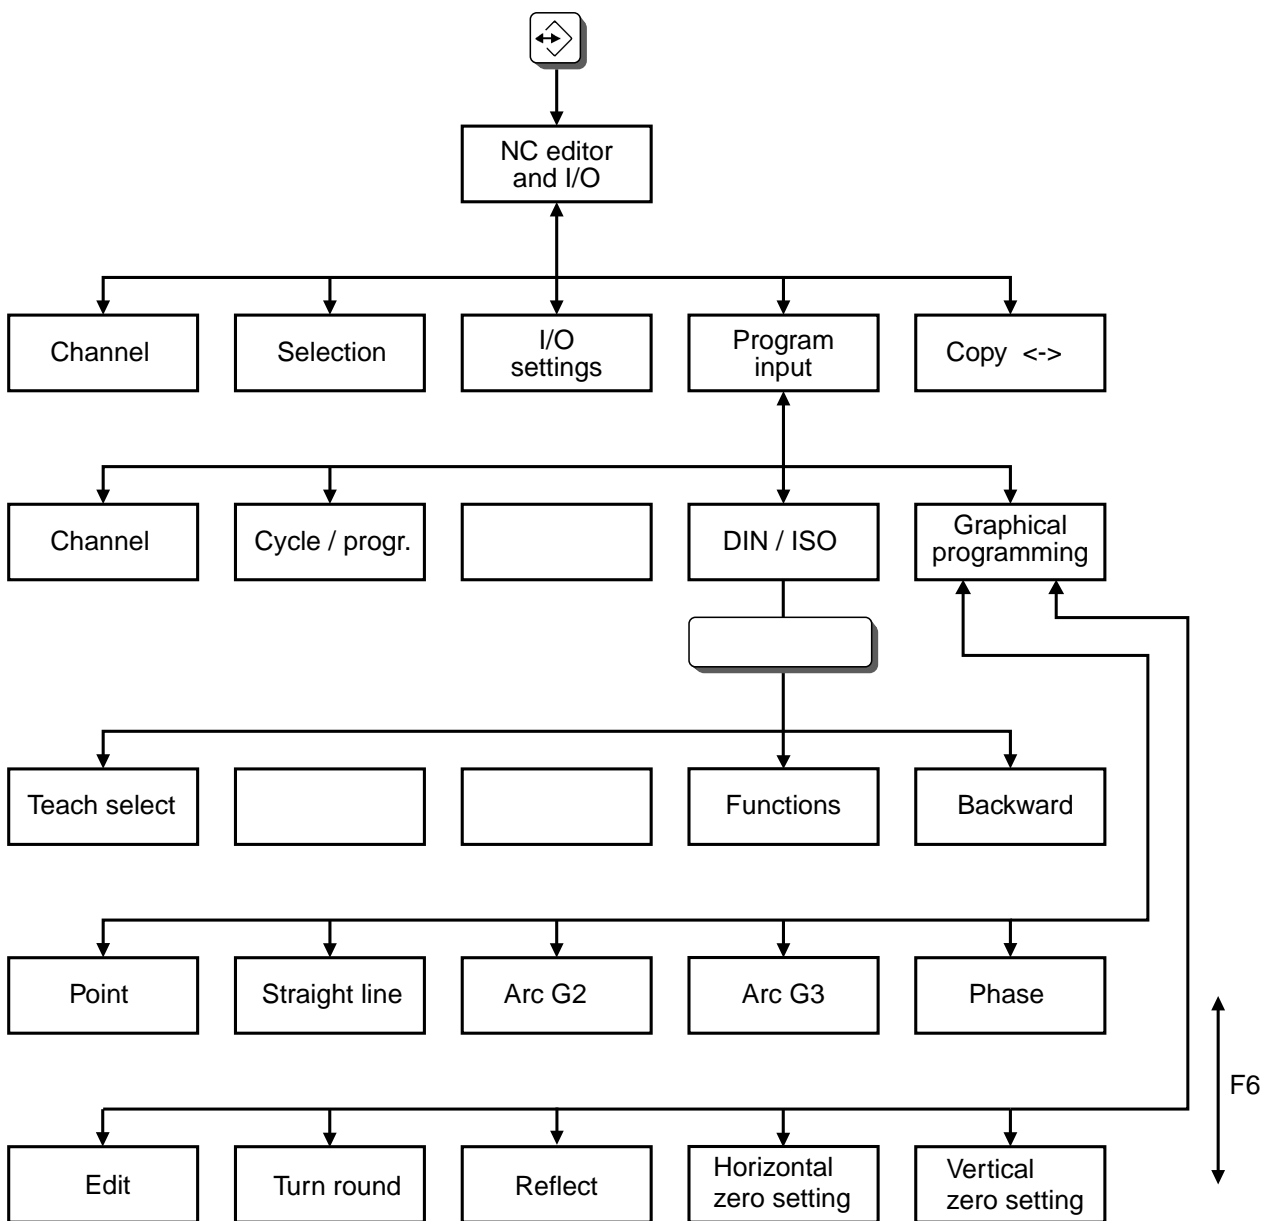 NC editor
and I/O
Channel
Selection
I/O
settings
Program
input
Copy <->
Channel
Cycle / progr.
DIN / ISO
Graphical
programming
Teach select
Functions
Backward
Point
Straight line
Arc G2
Arc G3
Phase
F6
Edit
Turn round
Reflect
Horizontal
zero setting
Vertical
zero setting